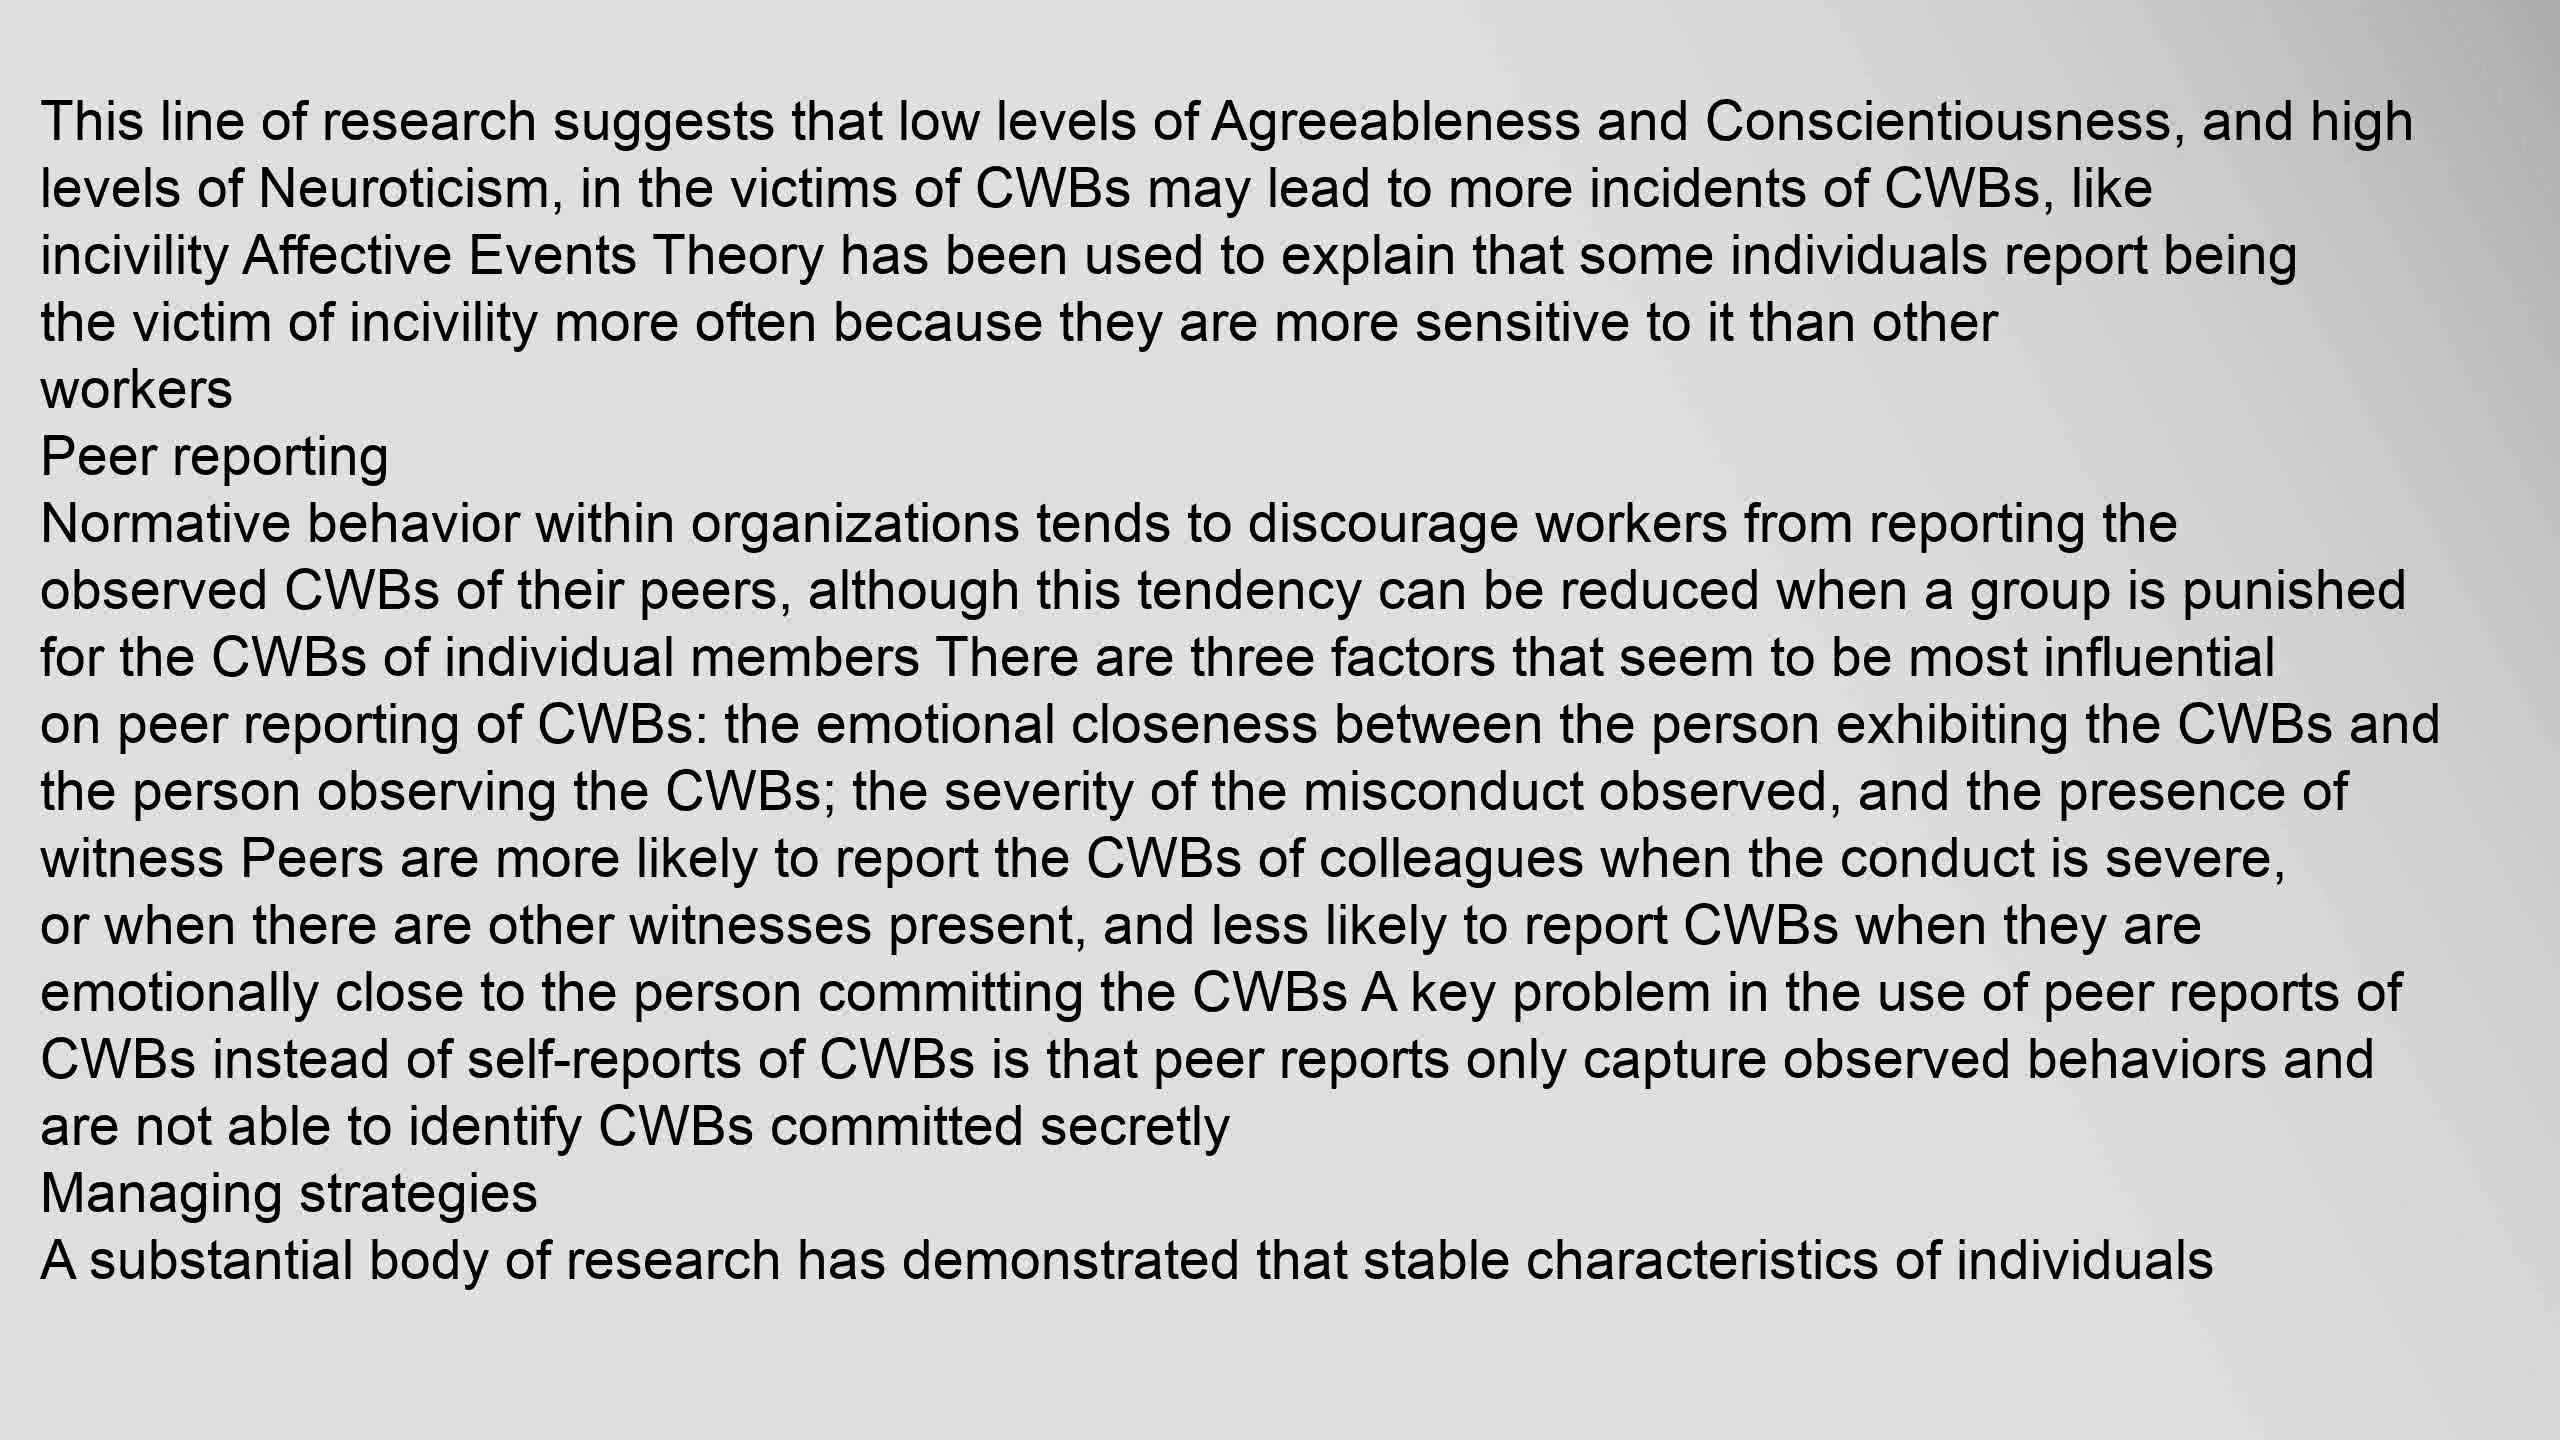 This line of research suggests that low levels of Agreeableness and Conscientiousness, and high
levels of Neuroticism, in the victims of CWBs may lead to more incidents of CWBs, like
incivility Affective Events Theory has been used to explain that some individuals report being
the victim of incivility more often because they are more sensitive to it than other
workers
Peer reporting
Normative behavior within organizations tends to discourage workers from reporting the
observed CWBs of their peers, although this tendency can be reduced when a group is punished
for the CWBs of individual members There are three factors that seem to be most influential
on peer reporting of CWBs: the emotional closeness between the person exhibiting the CWBs and
the person observing the CWBs; the severity of the misconduct observed, and the presence of
witness Peers are more likely to report the CWBs of colleagues when the conduct is severe,
or when there are other witnesses present, and less likely to report CWBs when they are
emotionally close to the person committing the CWBs A key problem in the use of peer reports of
CWBs instead of self-reports of CWBs is that peer reports only capture observed behaviors and
are not able to identify CWBs committed secretly
Managing strategies
A substantial body of research has demonstrated that stable characteristics of individuals